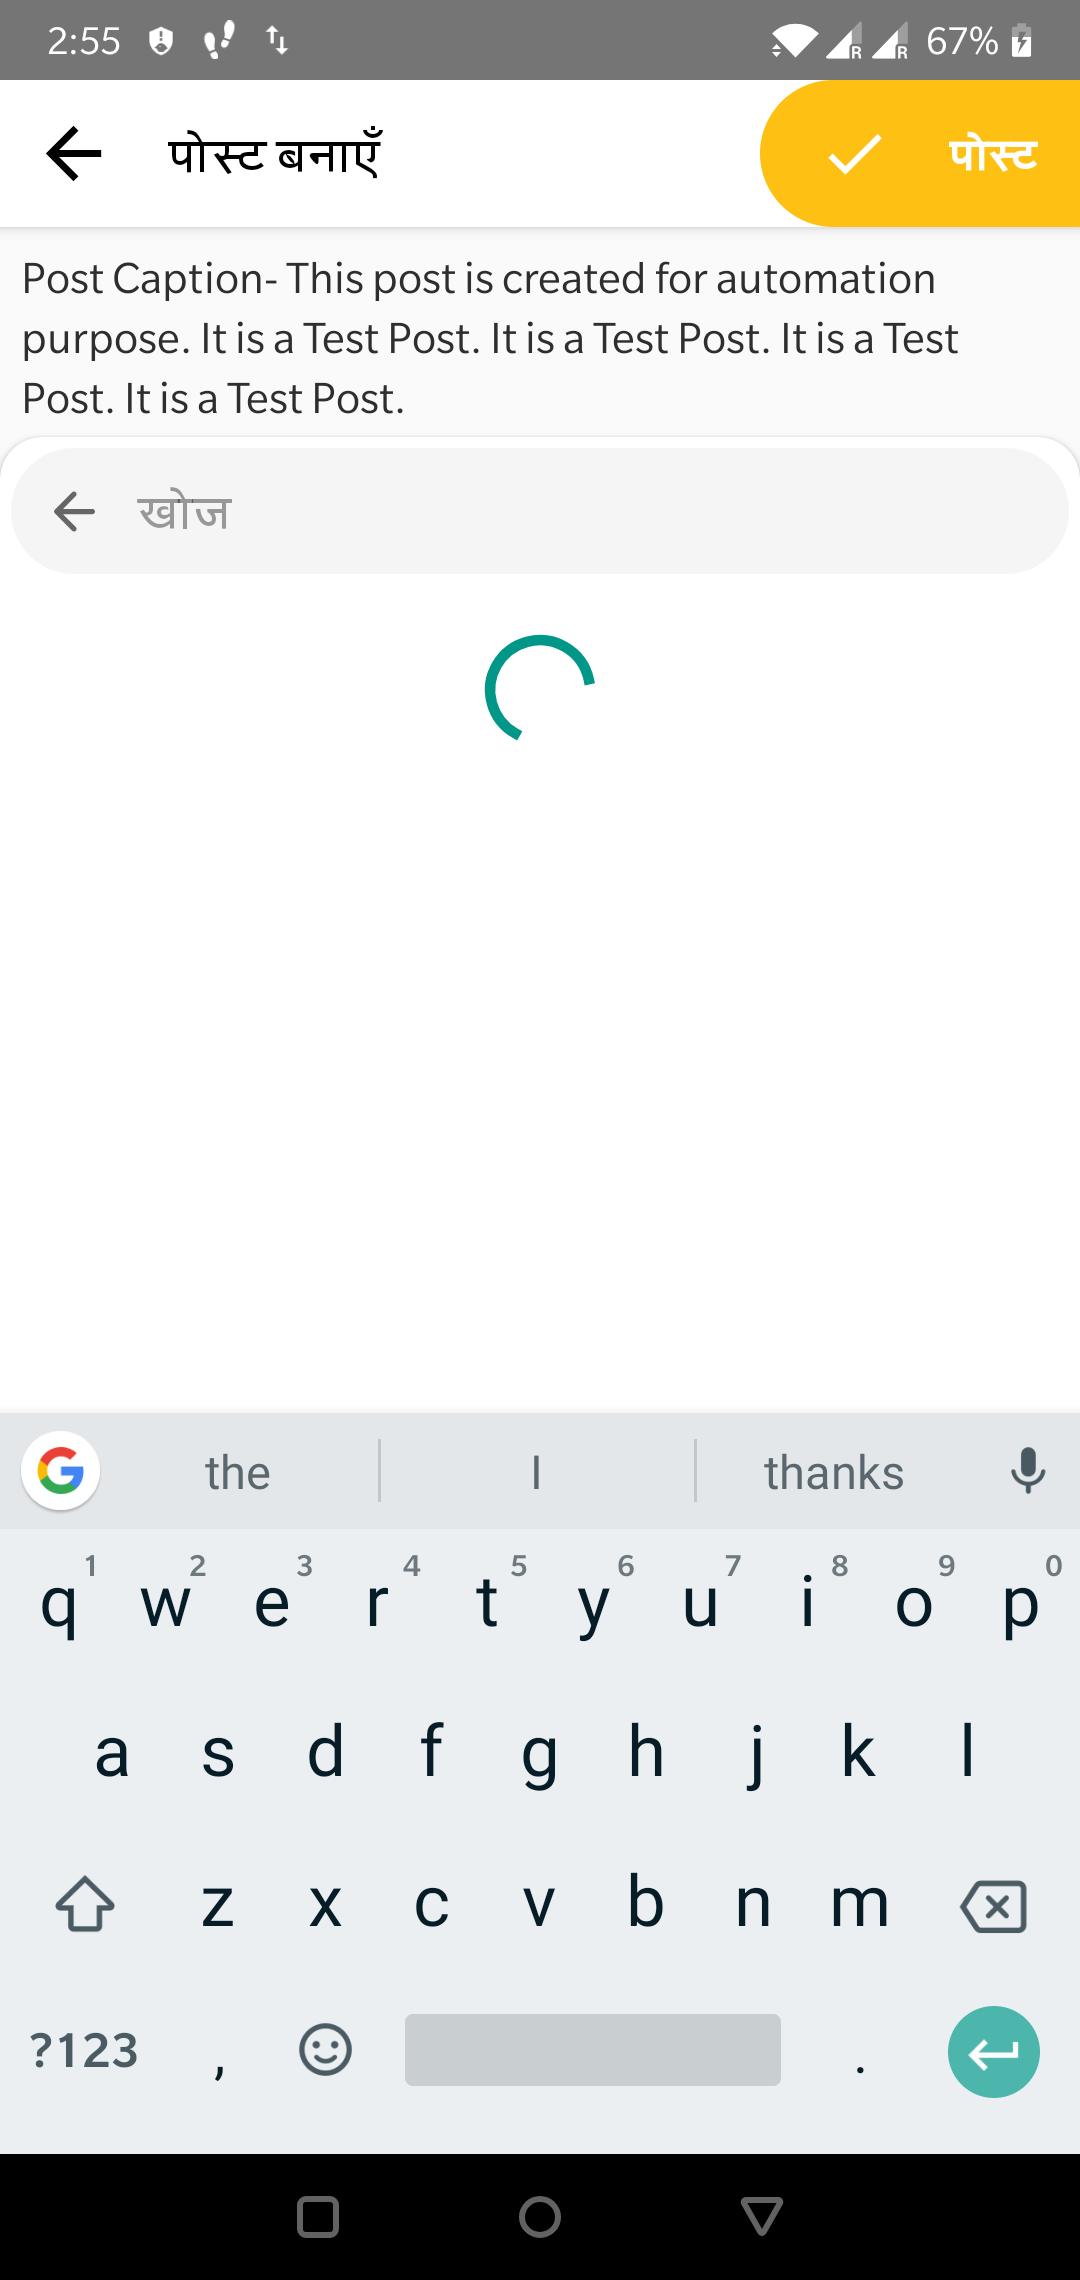 2:55
67%
पोस्ट बनाएँ
पोस्ट
Post Caption- This post is created for automation
purpose. It is a Test Post. It is a Test Post. It is a Test
Post. It is a Test Post.
खोज
the I thanks
1 2 3 4 5 6 7 8 9 0
q w e r t y u i o p
a s d f g h j k l
z x c v b n m
?123 , .